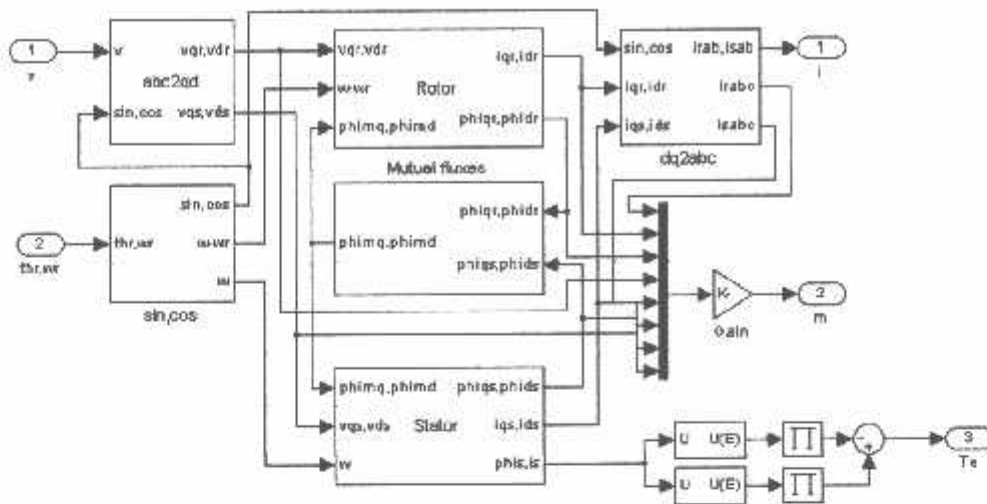 1
v
v
vqr,vdr
abc2qd
sin,cos
vqs,vds
vqr,vdr
iqr,idr
w-wr
Rotor
phiqr,phidr
phimq,phimd
sin,cos
irab,isab
1
i
iqr,idr
irabc
iqs,ids
isabc
dq2abc
Mutual fluxes
phiqr,phidr
phimq,phimd
phiqs,phids
sin,cos
2
thr,wr
thr,wr
w-wr
w
sin,cos
K-
2
m
phimq,phimd
phiqs,phids
vqs,vds
Stator
iqs,ids
w
phis,is
U
U(E)
U
U(E)
-
+
3
Te